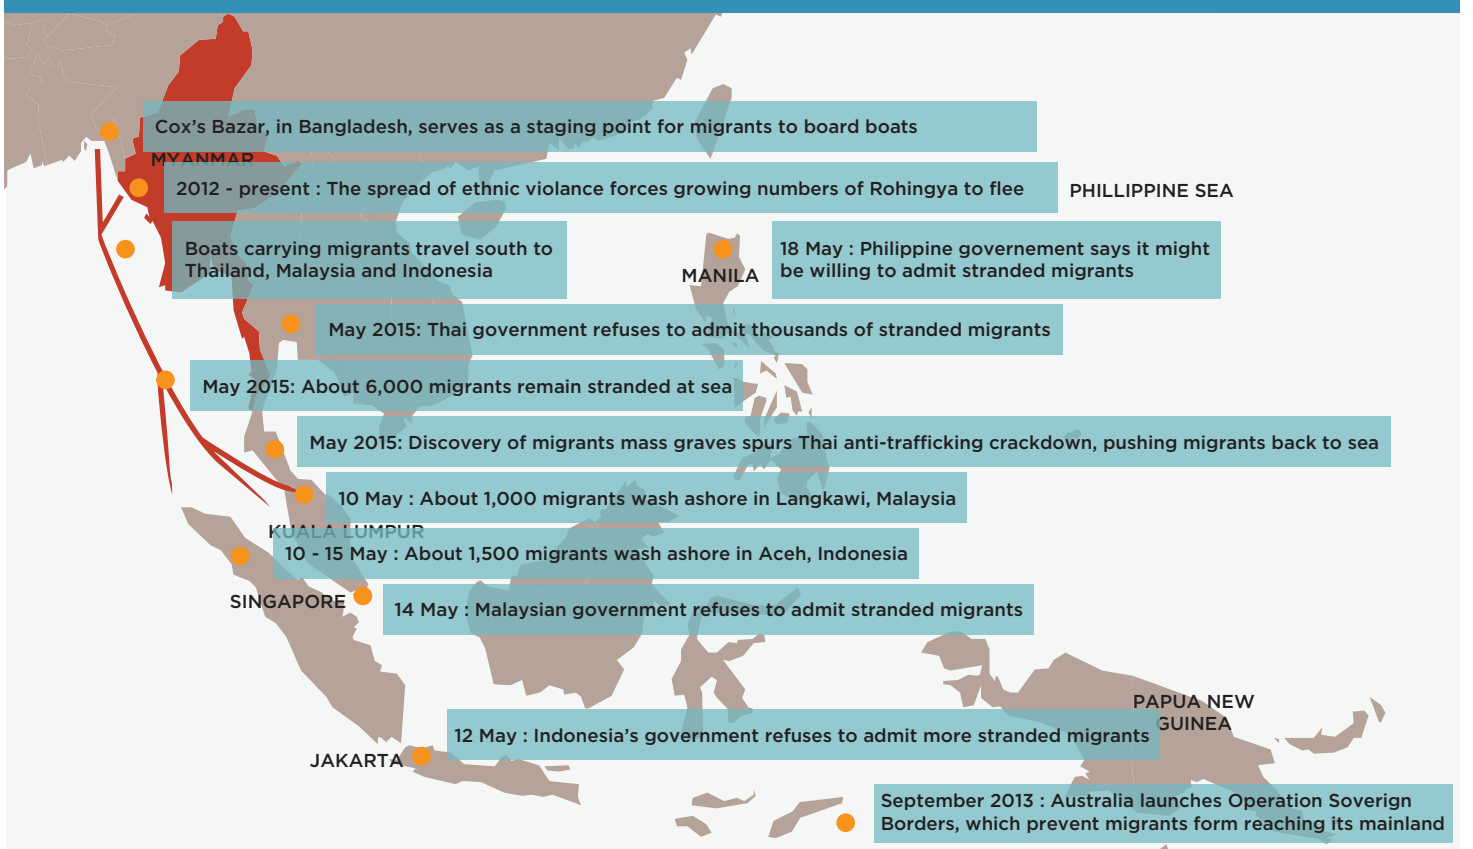 Cox's Bazar, in Bangladesh, serves as a staging point for migrants to board boats
MYANMAR
2012 - present : The spread of ethnic violence forces growing numbers of Rohingya to flee
PHILLIPPINE SEA
Boats carrying migrants travel south to
Thailand, Malaysia and Indonesia
MANILA
18 May : Philippine governement says it might
be willing to admit stranded migrants
May 2015: Thai government refuses to admit thousands of stranded migrants
May 2015: About 6,000 migrants remain stranded at sea
May 2015: Discovery of migrants mass graves spurs Thai anti-trafficking crackdown, pushing migrants back to sea
10 May : About 1,000 migrants wash ashore in Langkawi, Malaysia
KUALA LUMPUR
10 - 15 May : About 1,500 migrants wash ashore in Aceh, Indonesia
SINGAPORE
14 May : Malaysian government refuses to admit stranded migrants
PAPUA NEW
GUINEA
12 May : Indonesia's government refuses to admit more stranded migrants
JAKARTA
September 2013 : Australia launches Operation Soverign
Borders, which prevent migrants form reaching its mainland